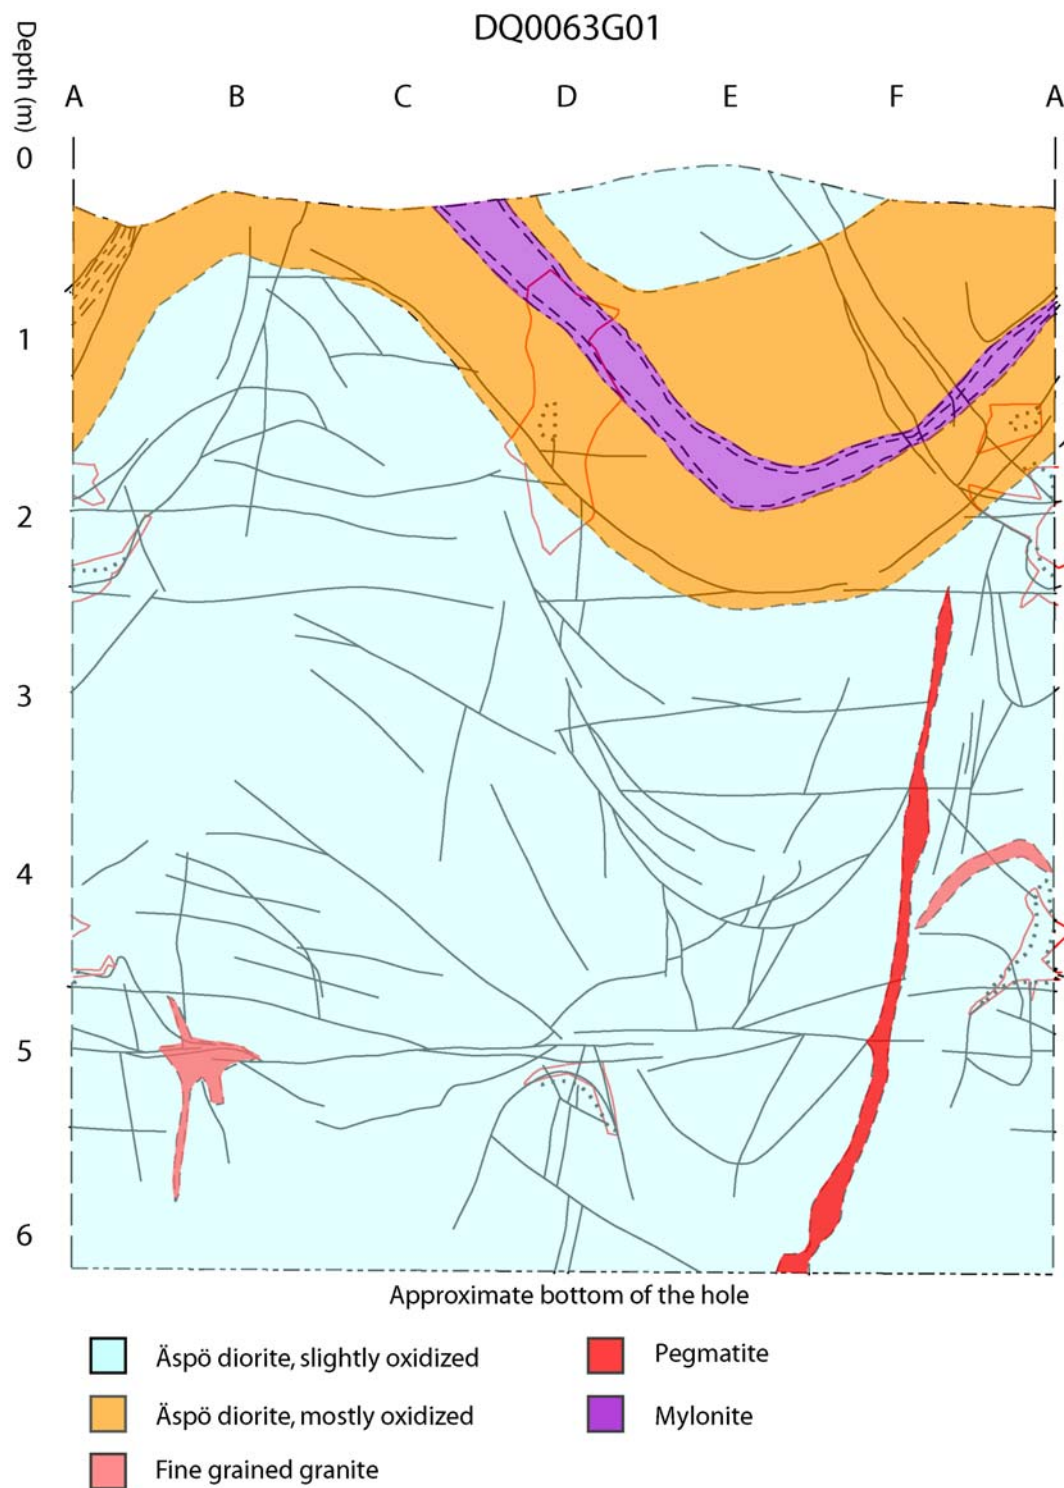 DQ0063G01
Depth (m)
A B C D E F A
0
1
2
3
4
5
6
Approximate bottom of the hole
Äspö diorite, slightly oxidized
Äspö diorite, mostly oxidized
Fine grained granite
Pegmatite
Mylonite